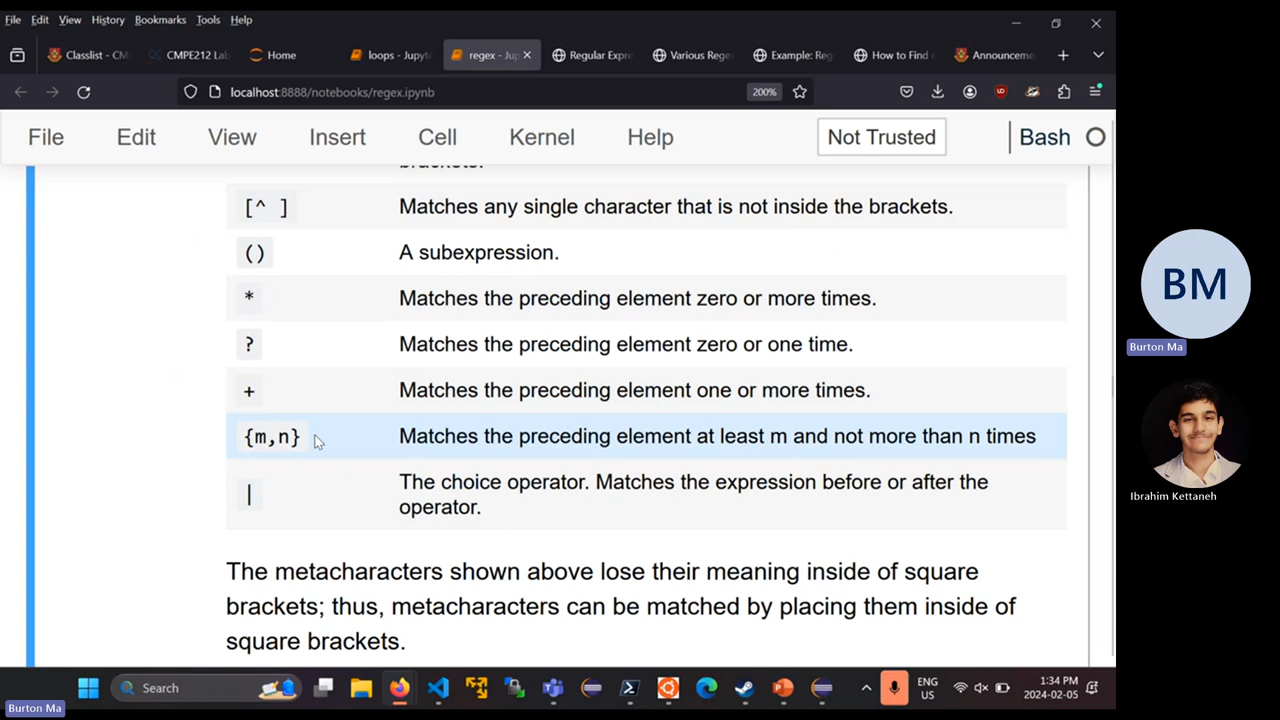 File Edit View History Bookmarks Tools Help
Classlist - CM CMPE212 Lab Home loops - Jupyt regex - Jup Regular Expre Various Rege Example: Reg How to Find Announceme
localhost:8888/notebooks/regex.ipynb 200%
File Edit View Insert Cell Kernel Help Not Trusted Bash
brackets.
[^ ] Matches any single character that is not inside the brackets.
() A subexpression.
* Matches the preceding element zero or more times.
? Matches the preceding element zero or one time.
+ Matches the preceding element one or more times.
{m,n} Matches the preceding element at least m and not more than n times
| The choice operator. Matches the expression before or after the
operator.
The metacharacters shown above lose their meaning inside of square
brackets; thus, metacharacters can be matched by placing them inside of
square brackets.
BM
Burton Ma
Ibrahim Kettaneh
Search
ENG
US
1:34 PM
2024-02-05
Burton Ma